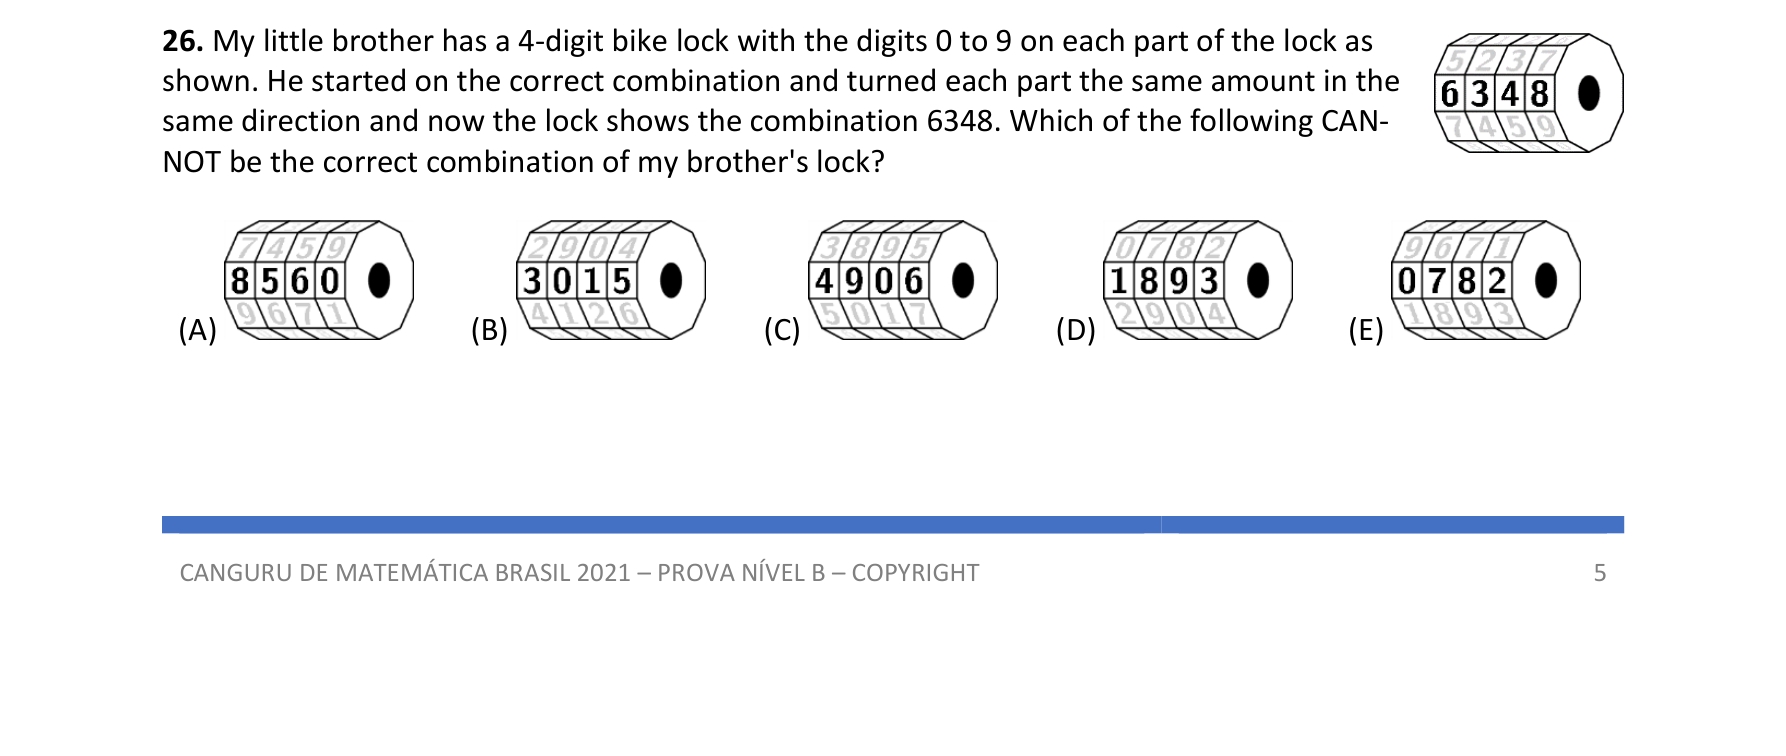 26. My little brother has a 4-digit bike lock with the digits 0 to 9 on each part of the lock as
shown. He started on the correct combination and turned each part the same amount in the
same direction and now the lock shows the combination 6348. Which of the following CAN-
NOT be the correct combination of my brother's lock?
5237
6348
7459
7459
8560
9671
(A)
2904
3015
4126
(B)
3895
4906
5017
(C)
0782
1893
2904
(D)
9671
0782
1893
(E)
CANGURU DE MATEMÁTICA BRASIL 2021 – PROVA NÍVEL B – COPYRIGHT 5